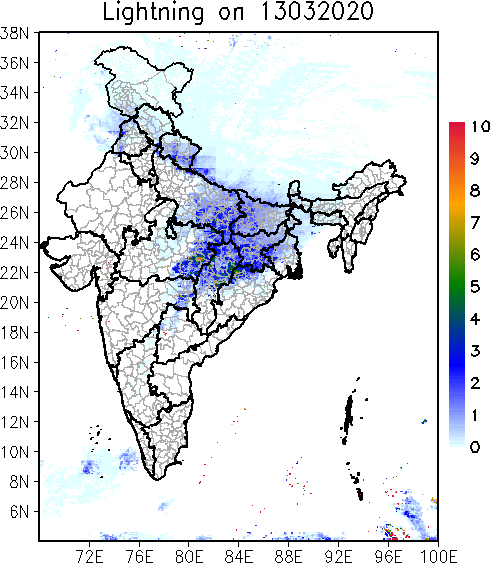 Lightning on 13032020
38N
36N
34N
32N
30N
28N
26N
24N
22N
20N
18N
16N
14N
12N
10N
8N
6N
72E 76E 80E 84E 88E 92E 96E 100E
10
9
8
7
6
5
4
3
2
1
0